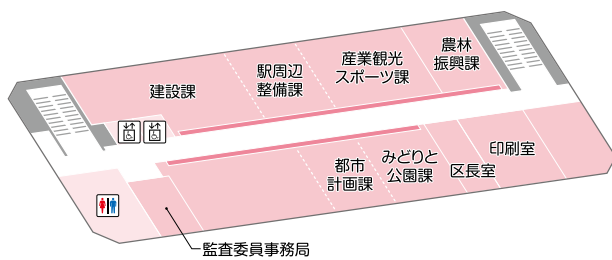 農林
振興課
産業観光
スポーツ課
駅周辺
整備課
建設課
印刷室
区長室
みどりと
公園課
都市
計画課
監査委員事務局